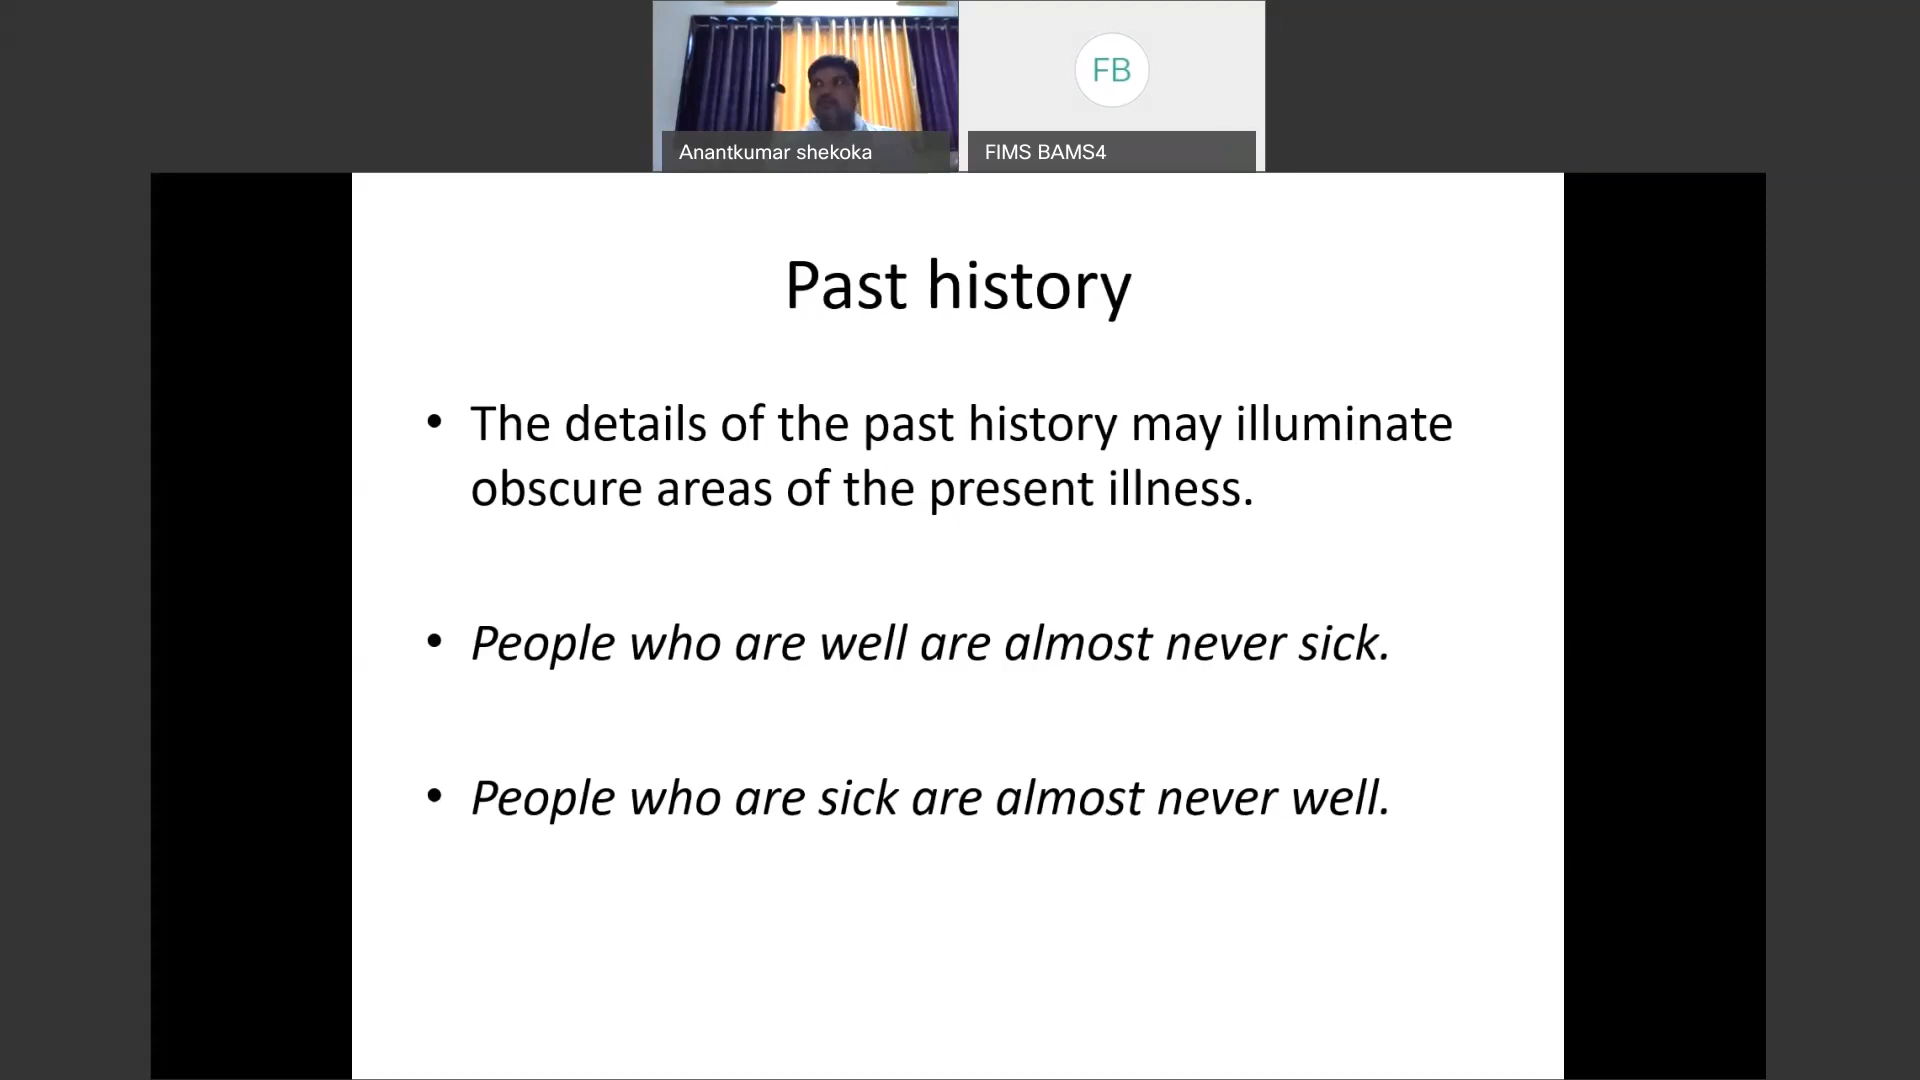 FB
Anantkumar shekoka
FIMS BAMS4
Past history
• The details of the past history may illuminate
obscure areas of the present illness.
• People who are well are almost never sick.
• People who are sick are almost never well.